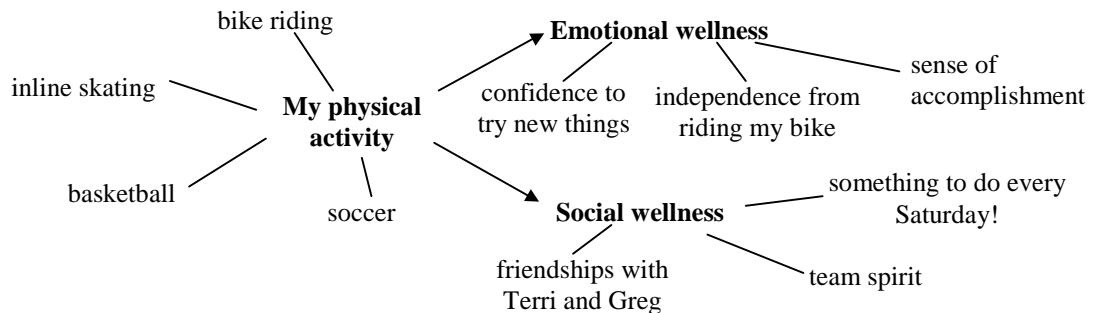 bike riding
inline skating
My physical
activity
basketball
soccer
Emotional wellness
confidence to
try new things
independence from
riding my bike
sense of
accomplishment
Social wellness
something to do every
Saturday!
friendships with
Terri and Greg
team spirit